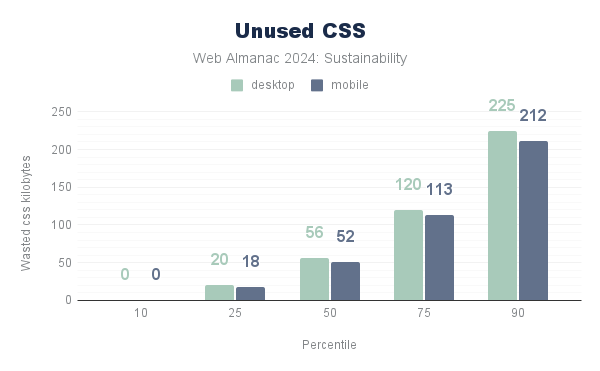 Unused CSS
Web Almanac 2024: Sustainability
desktop mobile
Wasted css kilobytes
250
200
150
100
50
0
0 0
20 18
56 52
120 113
225 212
10 25 50 75 90
Percentile